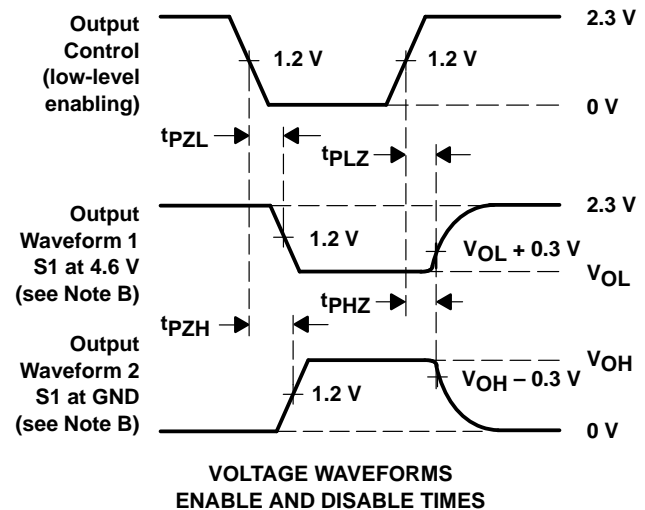 Output
Control
(low-level
enabling)
2.3 V
1.2 V
1.2 V
0 V
tPZL
tPLZ
Output
Waveform 1
S1 at 4.6 V
(see Note B)
2.3 V
1.2 V
VOL + 0.3 V
VOL
tPHZ
tPZH
Output
Waveform 2
S1 at GND
(see Note B)
VOH
1.2 V
VOH − 0.3 V
0 V
VOLTAGE WAVEFORMS
ENABLE AND DISABLE TIMES